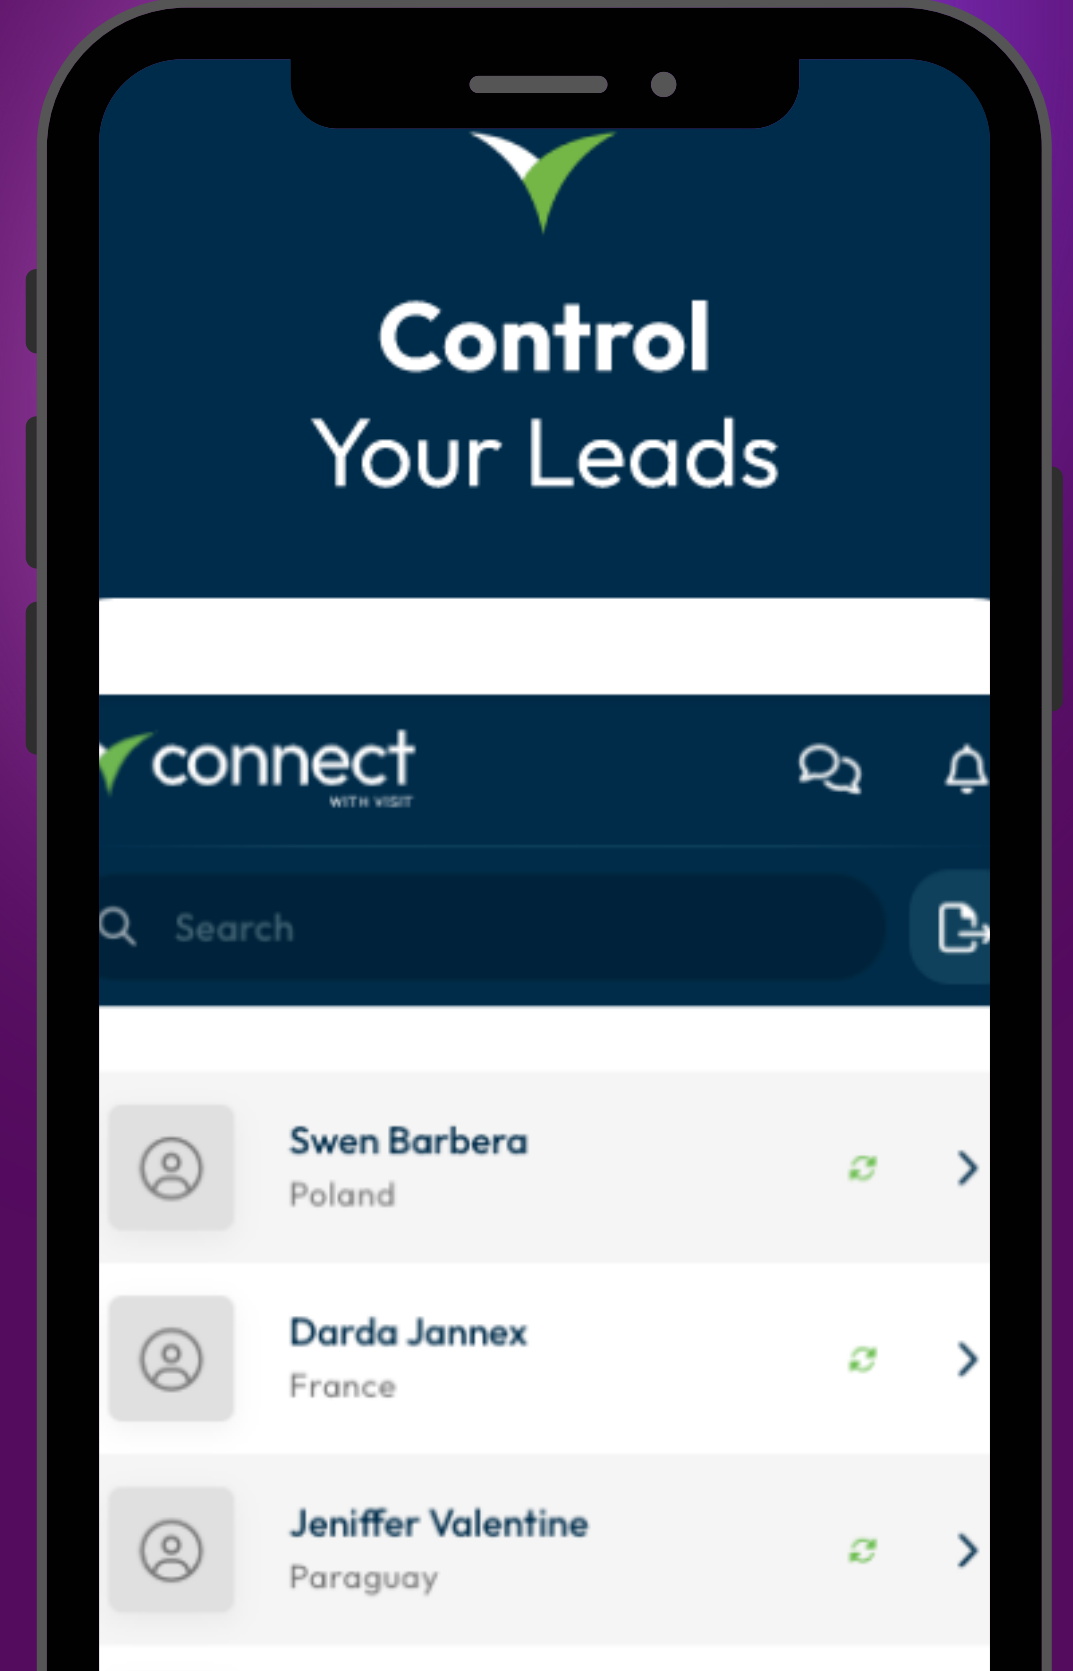 Control
Your Leads
connect
WITH VISIT
Search
Swen Barbera
Poland
Darda Jannex
France
Jeniffer Valentine
Paraguay